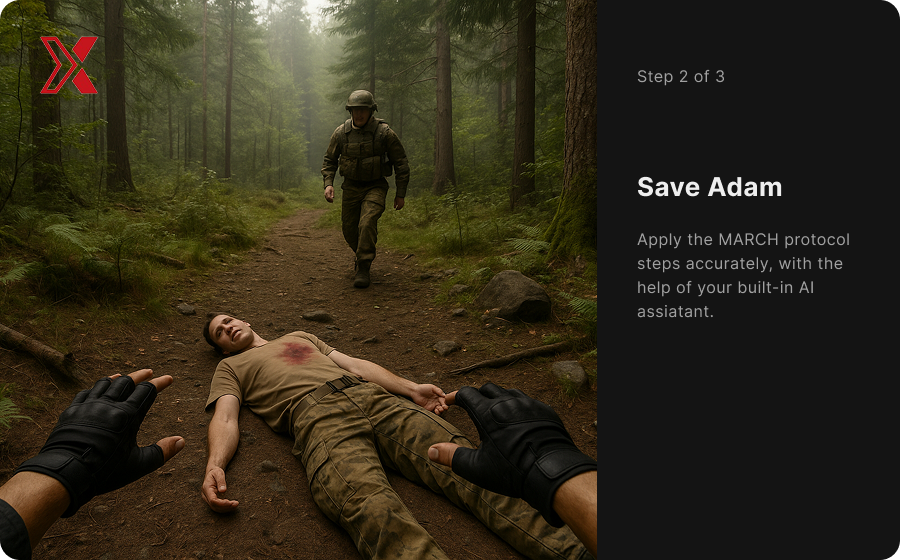 Step 2 of 3
Save Adam
Apply the MARCH protocol
steps accurately, with the
help of your built-in AI
assiatant.